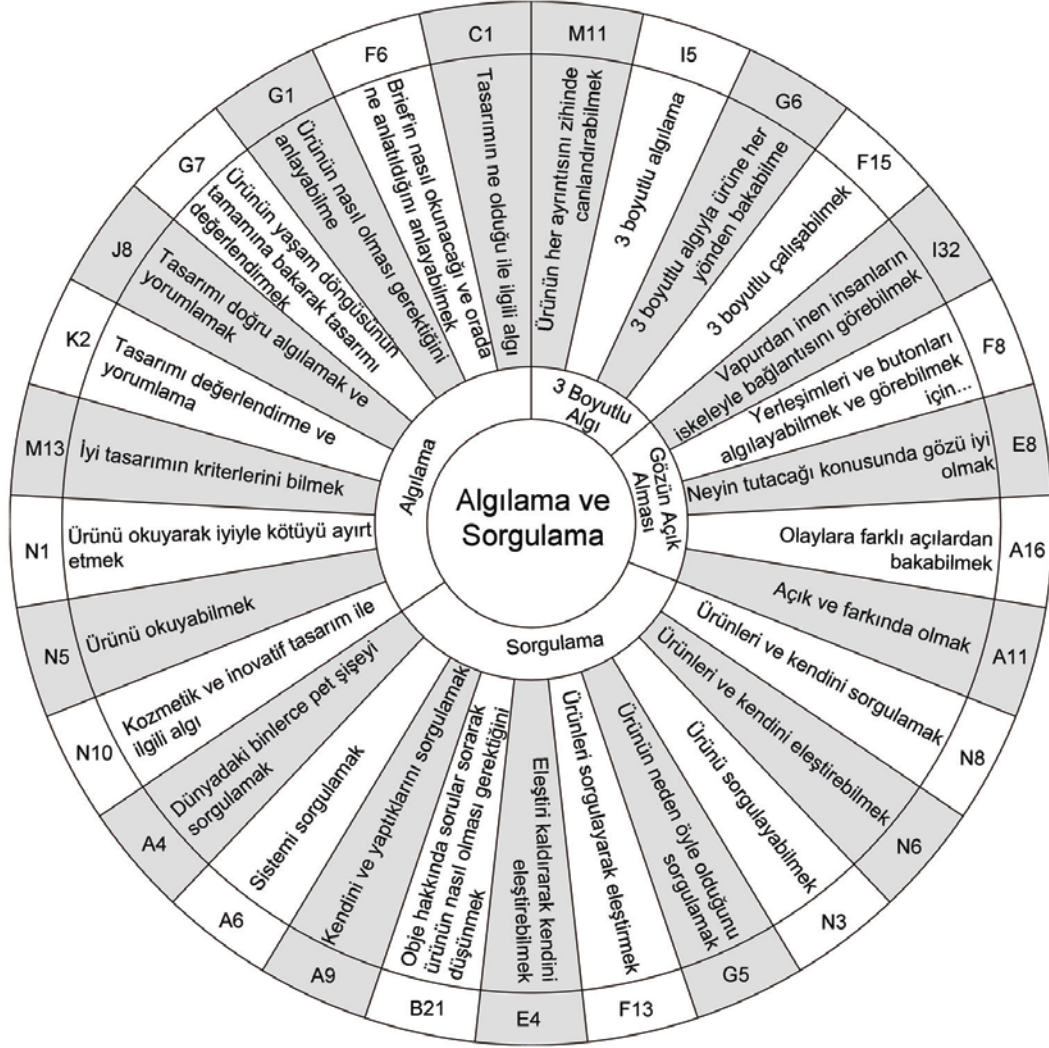 Algılama ve
Sorgulama
3 Boyutlu
Algı
Gözün Açık
Alması
Sorgulama
Algılama
M11
Ürünün her ayrıntısını zihinde
canlandırabilmek
I5
3 boyutlu algılama
G6
3 boyutlu algıyla ürüne her
yönden bakabilme
F15
3 boyutlu çalışabilmek
I32
Vapurdan inen insanların
iskeleyle bağlantısını görebilmek
F8
Yerleşimleri ve butonları
algılayabilmek ve görebilmek
için...
E8
Neyin tutacağı konusunda gözü iyi
olmak
A16
Olaylara farklı açılardan
bakabilmek
A11
Açık ve farkında olmak
N8
Ürünleri ve kendini sorgulamak
N6
Ürünleri ve kendini eleştirebilmek
N3
Ürünü sorgulayabilmek
G5
Ürünün neden öyle olduğunu
sorgulamak
F13
Ürünleri sorgulayarak eleştirmek
E4
Eleştiri kaldırarak kendini
eleştirebilmek
B21
Obje hakkında sorular sorarak
ürünün nasıl olması gerektiğini
düşünmek
A9
Kendini ve yaptıklarını sorgulamak
A6
Sistemi sorgulamak
A4
Dünyadaki binlerce pet şişeyi
sorgulamak
N10
Kozmetik ve inovatif tasarım ile
ilgili algı
N5
Ürünü okuyabilmek
N1
Ürünü okuyarak iyiyle kötüyü ayırt
etmek
M13
İyi tasarımın kriterlerini bilmek
K2
Tasarımı değerlendirme ve
yorumlama
J8
Tasarımı doğru algılamak ve
yorumlamak
G7
Ürünün yaşam döngüsünün
tamamına bakarak tasarımı
değerlendirmek
G1
Ürünün nasıl olması gerektiğini
anlayabilme
F6
Brief'in nasıl okunacağı ve orada
ne anlatıldığını anlayabilmek
C1
Tasarımın ne olduğu ile ilgili algı